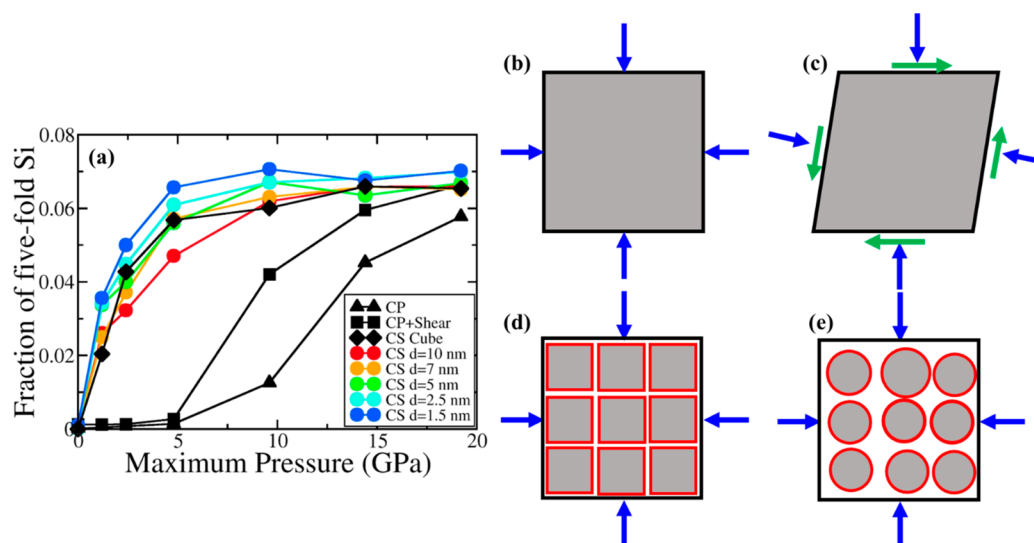 (a)
Fraction of five-fold Si
0.08
0.06
0.04
0.02
0
0
5
10
15
20
Maximum Pressure (GPa)
CP
CP+Shear
CS Cube
CS d=10 nm
CS d=7 nm
CS d=5 nm
CS d=2.5 nm
CS d=1.5 nm
(b)
(c)
(d)
(e)